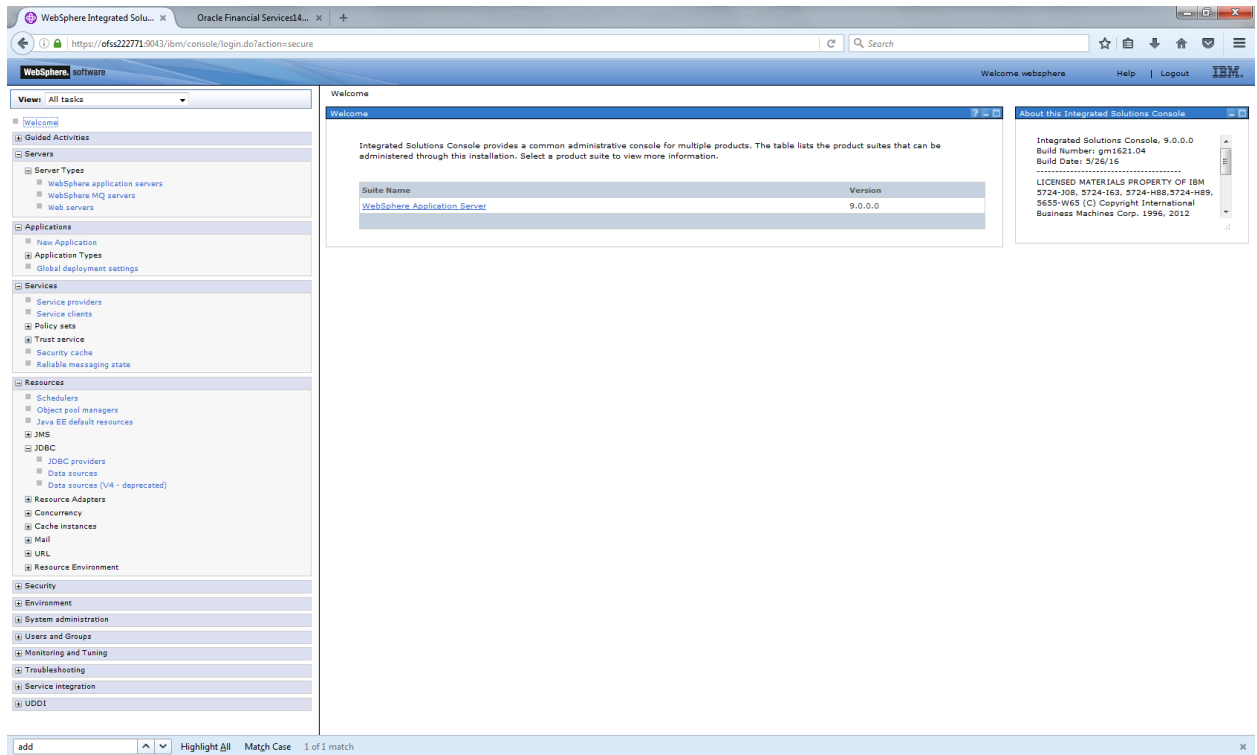 WebSphere Integrated Solu...
Oracle Financial Services14...
https://ofss222771:9043/ibm/console/login.do?action=secure
Search
WebSphere. software
Welcome websphere
Help | Logout
IBM.
View: All tasks
Welcome
Guided Activities
Servers
Server Types
WebSphere application servers
WebSphere MQ servers
Web servers
Applications
New Application
Application Types
Global deployment settings
Services
Service providers
Service clients
Policy sets
Trust service
Security cache
Reliable messaging state
Resources
Schedulers
Object pool managers
Java EE default resources
JMS
JDBC
JDBC providers
Data sources
Data sources (V4 - deprecated)
Resource Adapters
Concurrency
Cache instances
Mail
URL
Resource Environment
Security
Environment
System administration
Users and Groups
Monitoring and Tuning
Troubleshooting
Service integration
UDDI
Welcome
Welcome
Integrated Solutions Console provides a common administrative console for multiple products. The table lists the product suites that can be
administered through this installation. Select a product suite to view more information.
Suite Name Version
WebSphere Application Server 9.0.0.0
About this Integrated Solutions Console
Integrated Solutions Console, 9.0.0.0
Build Number: gm1621.04
Build Date: 5/26/16
----------------------------------------
LICENSED MATERIALS PROPERTY OF IBM
5724-J08, 5724-I63, 5724-H88,5724-H89,
5655-W65 (C) Copyright International
Business Machines Corp. 1996, 2012
add
Highlight All Match Case 1 of 1 match